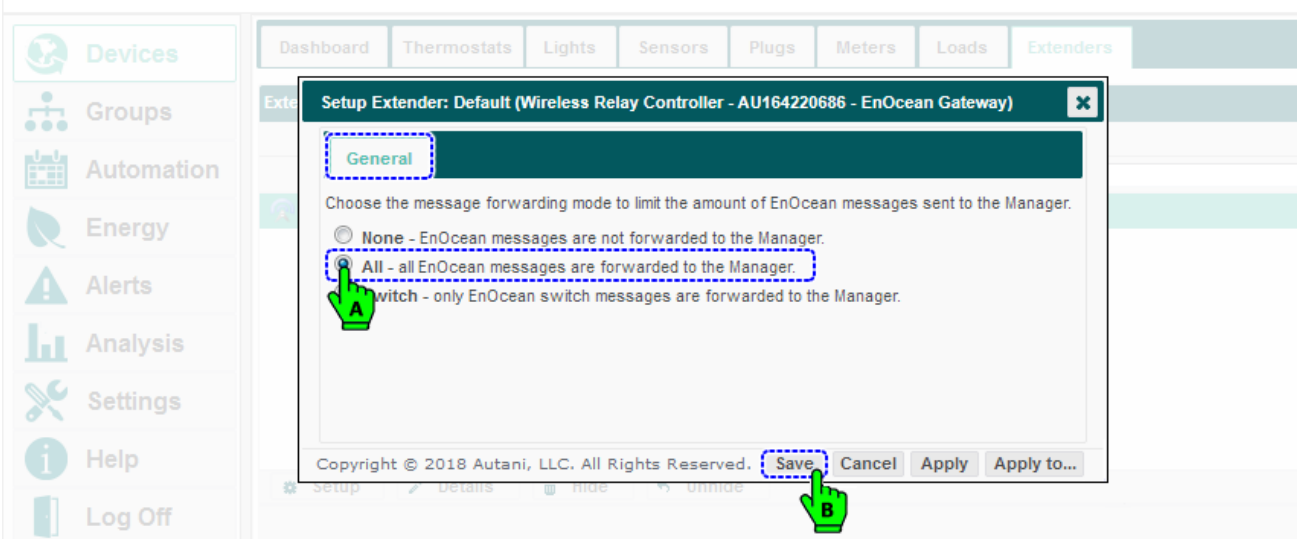 Devices
Groups
Automation
Energy
Alerts
Analysis
Settings
Help
Log Off
Dashboard Thermostats Lights Sensors Plugs Meters Loads Extenders
Exte
Setup Extender: Default (Wireless Relay Controller - AU164220686 - EnOcean Gateway)
General
Choose the message forwarding mode to limit the amount of EnOcean messages sent to the Manager.
None - EnOcean messages are not forwarded to the Manager.
All - all EnOcean messages are forwarded to the Manager.
witch - only EnOcean switch messages are forwarded to the Manager.
A
Copyright © 2018 Autani, LLC. All Rights Reserved. Save Cancel Apply Apply to...
Setup Details Hide Unhide
B